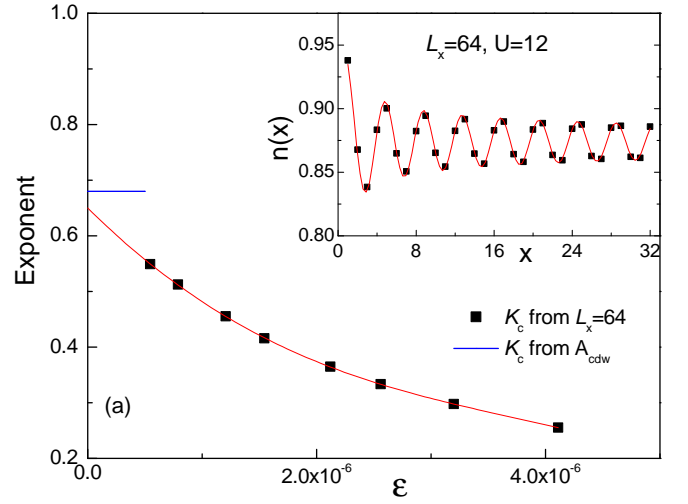 1.0
0.8
0.6
0.4
0.2
Exponent
0.0
2.0x10⁻⁶
4.0x10⁻⁶
ε
(a)
0.95
0.90
0.85
0.80
n(x)
0
8
16
24
32
x
Lₓ=64, U=12
K_c from Lₓ=64
K_c from A_cdw